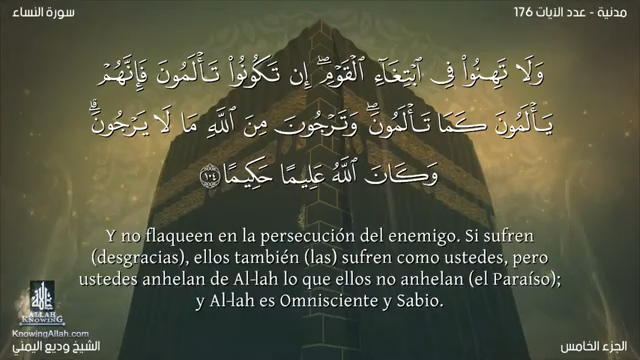 سورة النساء
مدنية - عدد الآيات 176
وَلَا تَهِنُوا۟ فِى ٱبْتِغَآءِ ٱلْقَوْمِ ۖ إِن تَكُونُوا۟ تَأْلَمُونَ فَإِنَّهُمْ
يَأْلَمُونَ كَمَا تَأْلَمُونَ ۖ وَتَرْجُونَ مِنَ ٱللَّهِ مَا لَا يَرْجُونَ ۗ
وَكَانَ ٱللَّهُ عَلِيمًا حَكِيمًا ١٠٤
Y no flaqueen en la persecución del enemigo. Si sufren
(desgracias), ellos también (las) sufren como ustedes, pero
ustedes anhelan de Al-lah lo que ellos no anhelan (el Paraíso);
y Al-lah es Omnisciente y Sabio.
ALLAH
KNOWING
KnowingAllah.com
الشيخ وديع اليمني
الجزء الخامس